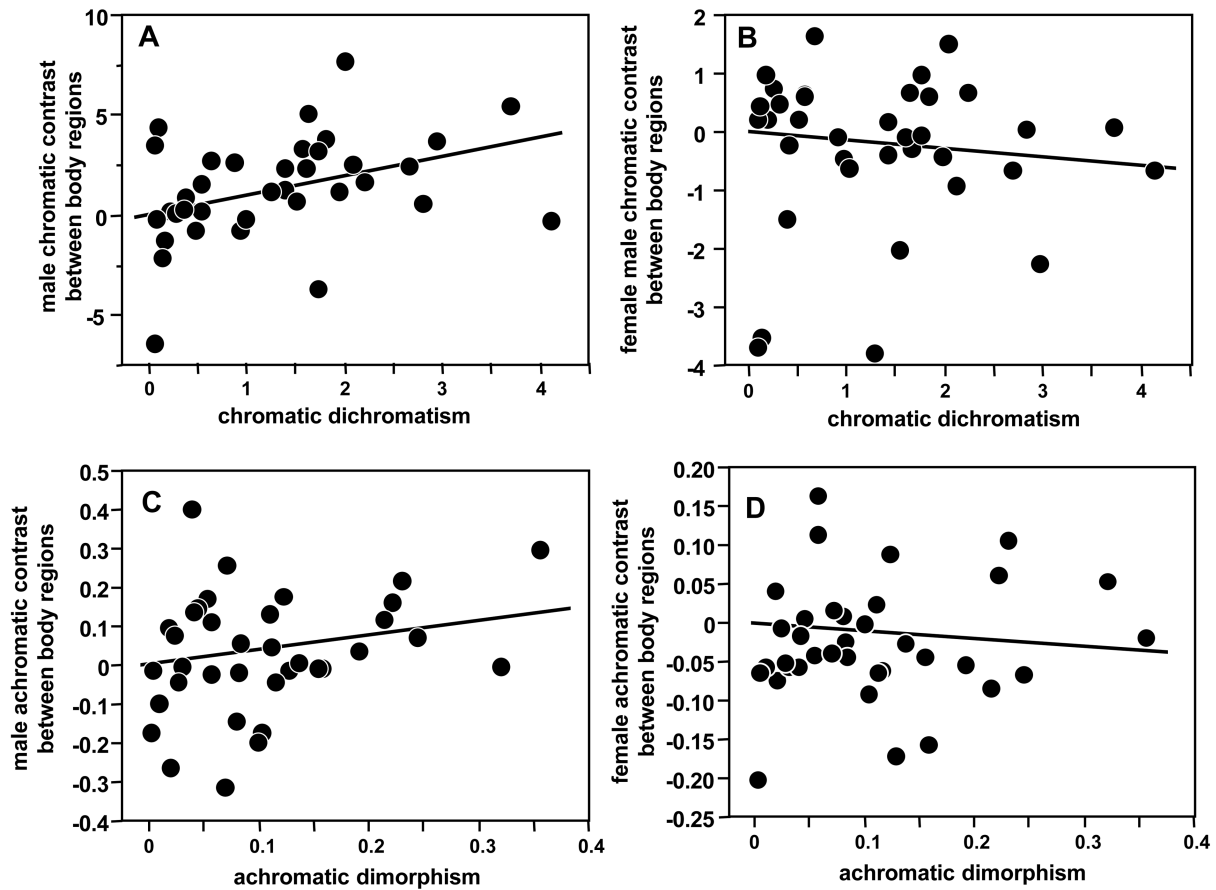 A
10
5
0
-5
male chromatic contrast
between body regions
0 1 2 3 4
chromatic dichromatism
B
2
1
0
-1
-2
-3
-4
female male chromatic contrast
between body regions
0 1 2 3 4
chromatic dichromatism
C
0.5
0.4
0.3
0.2
0.1
0
-0.1
-0.2
-0.3
-0.4
male achromatic contrast
between body regions
0 0.1 0.2 0.3 0.4
achromatic dimorphism
D
0.20
0.15
0.10
0.05
0
-0.05
-0.10
-0.15
-0.20
-0.25
female achromatic contrast
between body regions
0 0.1 0.2 0.3 0.4
achromatic dimorphism